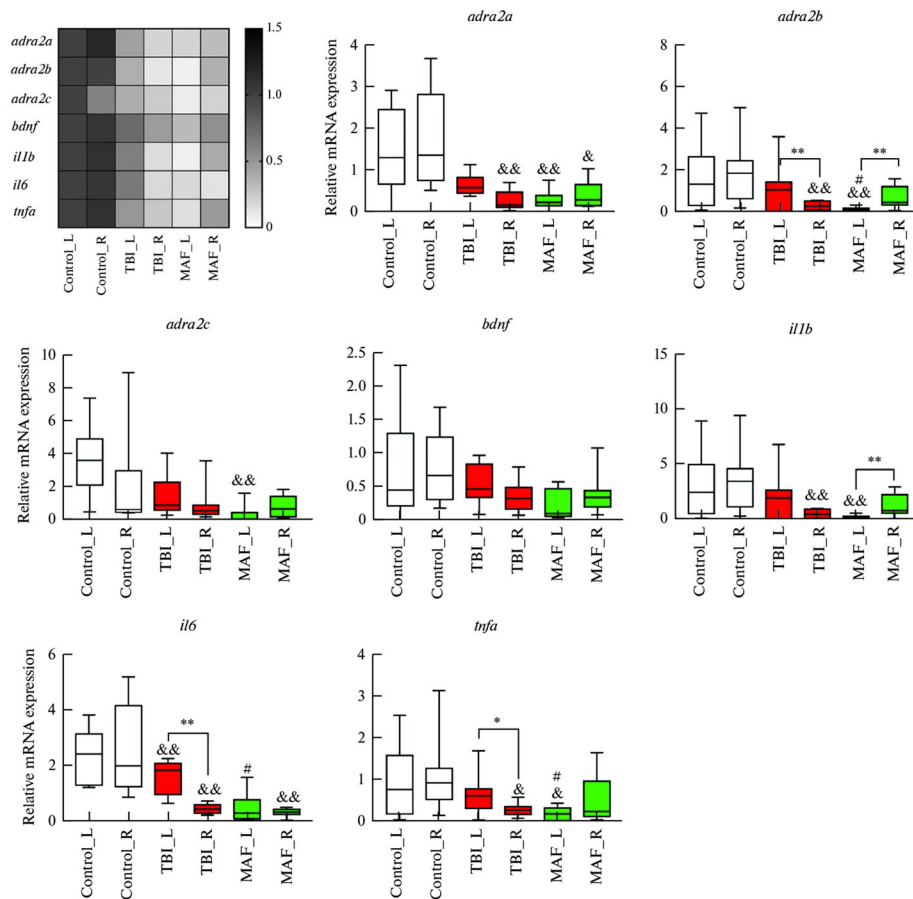 adra2a
adra2b
adra2c
bdnf
il1b
il6
tnfa
Control_L
Control_R
TBI_L
TBI_R
MAF_L
MAF_R
1.5
1.0
0.5
0
adra2a
Relative mRNA expression
4
3
2
1
0
&&
&&
&
Control_L
Control_R
TBI_L
TBI_R
MAF_L
MAF_R
adra2b
8
6
4
2
0
**
**
&&
#
&&
Control_L
Control_R
TBI_L
TBI_R
MAF_L
MAF_R
adra2c
Relative mRNA expression
10
8
6
4
2
0
&&
Control_L
Control_R
TBI_L
TBI_R
MAF_L
MAF_R
bdnf
2.5
2.0
1.5
1.0
0.5
0
Control_L
Control_R
TBI_L
TBI_R
MAF_L
MAF_R
il1b
15
10
5
0
**
&&
&&
Control_L
Control_R
TBI_L
TBI_R
MAF_L
MAF_R
il6
Relative mRNA expression
6
4
2
0
**
&&
&&
#
&&
Control_L
Control_R
TBI_L
TBI_R
MAF_L
MAF_R
tnfa
4
3
2
1
0
*
&
#
&
Control_L
Control_R
TBI_L
TBI_R
MAF_L
MAF_R